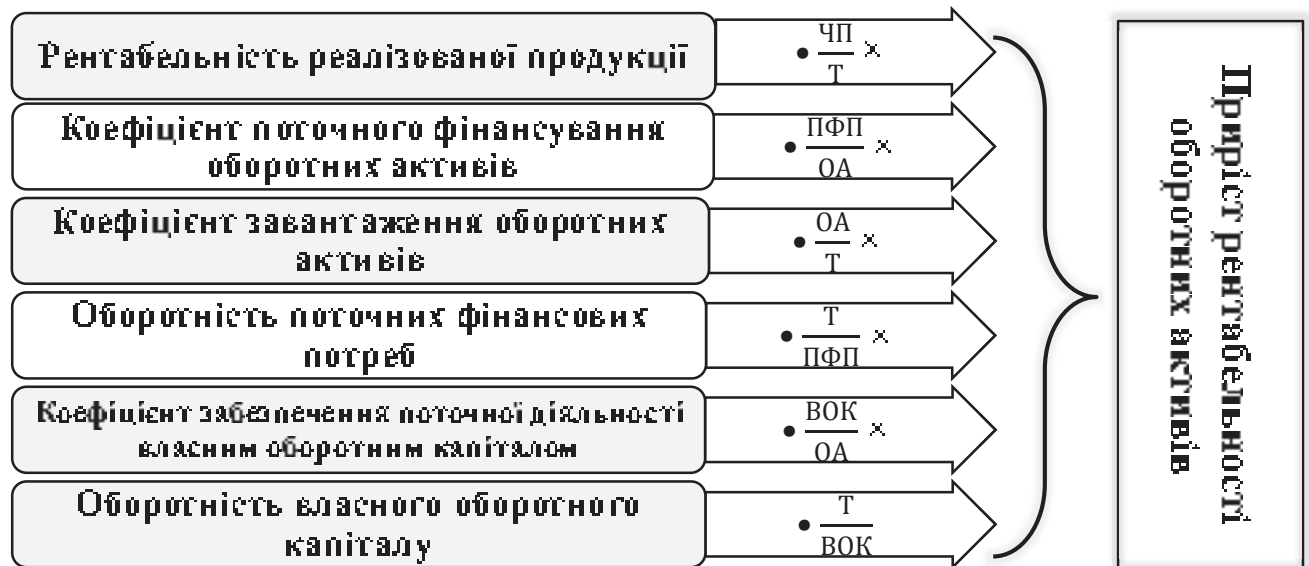 Рентабельність реалізованої продукції
• ЧП / Т ×
Коефіцієнт поточного фінансування
оборотних активів
• ПФП / ОА ×
Коефіцієнт завантаження оборотних
активів
• ОА / Т ×
Оборотність поточних фінансових
потреб
• Т / ПФП ×
Коефіцієнт забезпечення поточної діяльності
власним оборотним капіталом
• ВОК / ОА ×
Оборотність власного оборотного
капіталу
• Т / ВОК
Приріст рентабельності
оборотних активів